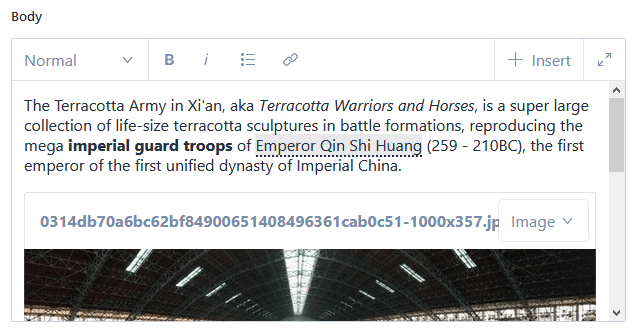 Body
Normal B i Insert
The Terracotta Army in Xi'an, aka Terracotta Warriors and Horses, is a super large
collection of life-size terracotta sculptures in battle formations, reproducing the
mega imperial guard troops of Emperor Qin Shi Huang (259 - 210BC), the first
emperor of the first unified dynasty of Imperial China.
0314db70a6bc62bf84900651408496361cab0c51-1000x357.jp Image